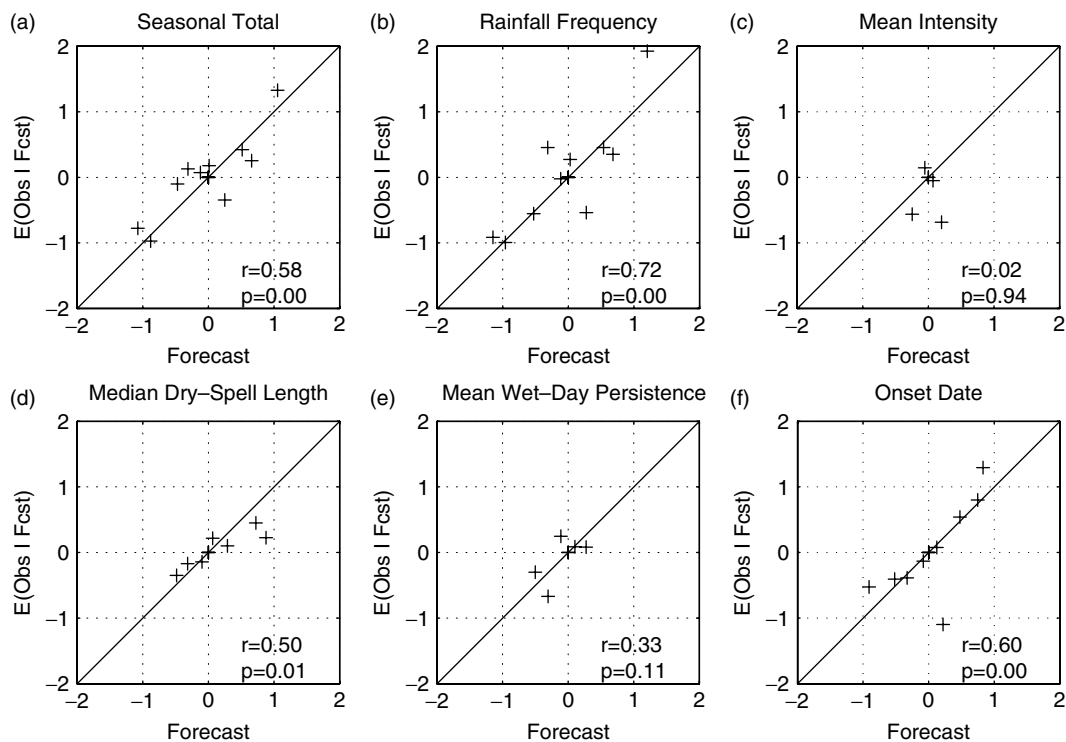 (a) Seasonal Total
2
1
0
−1
−2
E(Obs | Fcst)
r=0.58
p=0.00
−2 −1 0 1 2
Forecast
(b) Rainfall Frequency
2
1
0
−1
−2
E(Obs | Fcst)
r=0.72
p=0.00
−2 −1 0 1 2
Forecast
(c) Mean Intensity
2
1
0
−1
−2
E(Obs | Fcst)
r=0.02
p=0.94
−2 −1 0 1 2
Forecast
(d) Median Dry–Spell Length
2
1
0
−1
−2
E(Obs | Fcst)
r=0.50
p=0.01
−2 −1 0 1 2
Forecast
(e) Mean Wet–Day Persistence
2
1
0
−1
−2
E(Obs | Fcst)
r=0.33
p=0.11
−2 −1 0 1 2
Forecast
(f) Onset Date
2
1
0
−1
−2
E(Obs | Fcst)
r=0.60
p=0.00
−2 −1 0 1 2
Forecast